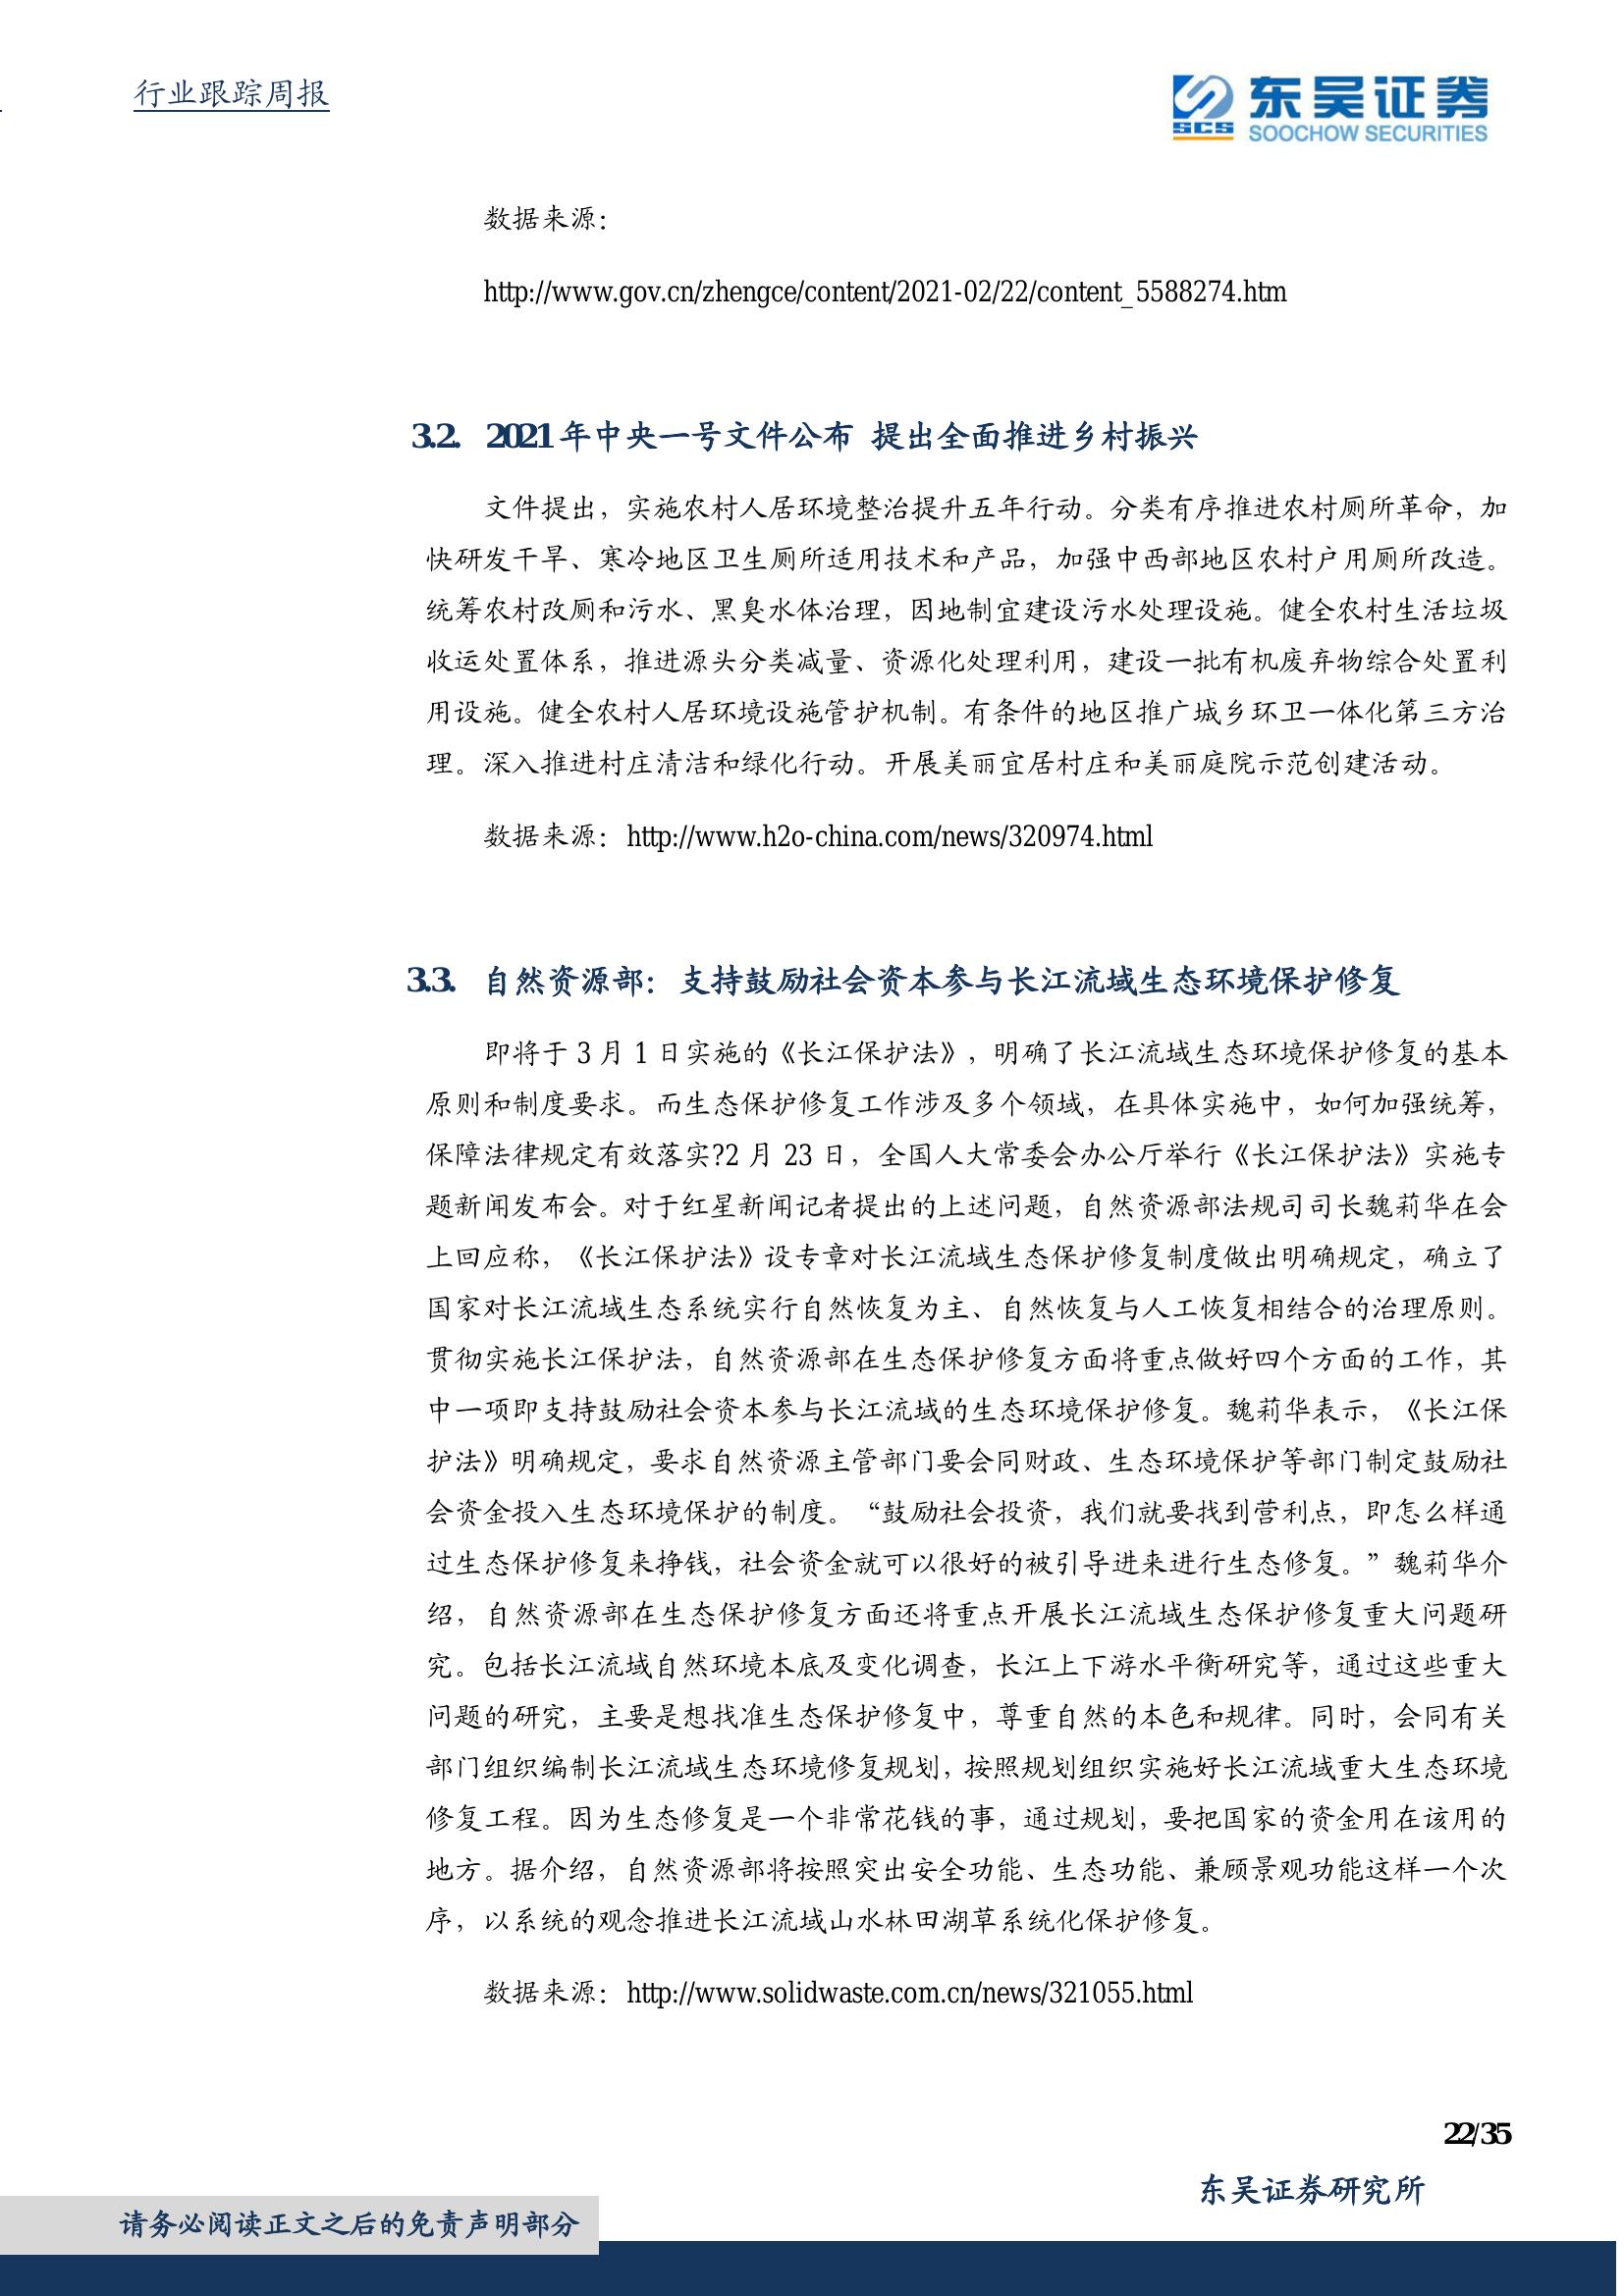 行业跟踪周报
东吴证券
SCS
SOOCHOW SECURITIES
数据来源：
http://www.gov.cn/zhengce/content/2021-02/22/content_5588274.htm
3.2. 2021 年中央一号文件公布 提出全面推进乡村振兴
文件提出，实施农村人居环境整治提升五年行动。分类有序推进农村厕所革命，加
快研发干旱、寒冷地区卫生厕所适用技术和产品，加强中西部地区农村户用厕所改造。
统筹农村改厕和污水、黑臭水体治理，因地制宜建设污水处理设施。健全农村生活垃圾
收运处置体系，推进源头分类减量、资源化处理利用，建设一批有机废弃物综合处置利
用设施。健全农村人居环境设施管护机制。有条件的地区推广城乡环卫一体化第三方治
理。深入推进村庄清洁和绿化行动。开展美丽宜居村庄和美丽庭院示范创建活动。
数据来源：http://www.h2o-china.com/news/320974.html
3.3. 自然资源部：支持鼓励社会资本参与长江流域生态环境保护修复
即将于 3 月 1 日实施的《长江保护法》，明确了长江流域生态环境保护修复的基本
原则和制度要求。而生态保护修复工作涉及多个领域，在具体实施中，如何加强统筹，
保障法律规定有效落实?2 月 23 日，全国人大常委会办公厅举行《长江保护法》实施专
题新闻发布会。对于红星新闻记者提出的上述问题，自然资源部法规司司长魏莉华在会
上回应称，《长江保护法》设专章对长江流域生态保护修复制度做出明确规定，确立了
国家对长江流域生态系统实行自然恢复为主、自然恢复与人工恢复相结合的治理原则。
贯彻实施长江保护法，自然资源部在生态保护修复方面将重点做好四个方面的工作，其
中一项即支持鼓励社会资本参与长江流域的生态环境保护修复。魏莉华表示，《长江保
护法》明确规定，要求自然资源主管部门要会同财政、生态环境保护等部门制定鼓励社
会资金投入生态环境保护的制度。“鼓励社会投资，我们就要找到营利点，即怎么样通
过生态保护修复来挣钱，社会资金就可以很好的被引导进来进行生态修复。”魏莉华介
绍，自然资源部在生态保护修复方面还将重点开展长江流域生态保护修复重大问题研
究。包括长江流域自然环境本底及变化调查，长江上下游水平衡研究等，通过这些重大
问题的研究，主要是想找准生态保护修复中，尊重自然的本色和规律。同时，会同有关
部门组织编制长江流域生态环境修复规划，按照规划组织实施好长江流域重大生态环境
修复工程。因为生态修复是一个非常花钱的事，通过规划，要把国家的资金用在该用的
地方。据介绍，自然资源部将按照突出安全功能、生态功能、兼顾景观功能这样一个次
序，以系统的观念推进长江流域山水林田湖草系统化保护修复。
数据来源：http://www.solidwaste.com.cn/news/321055.html
22/35
东吴证券研究所
请务必阅读正文之后的免责声明部分